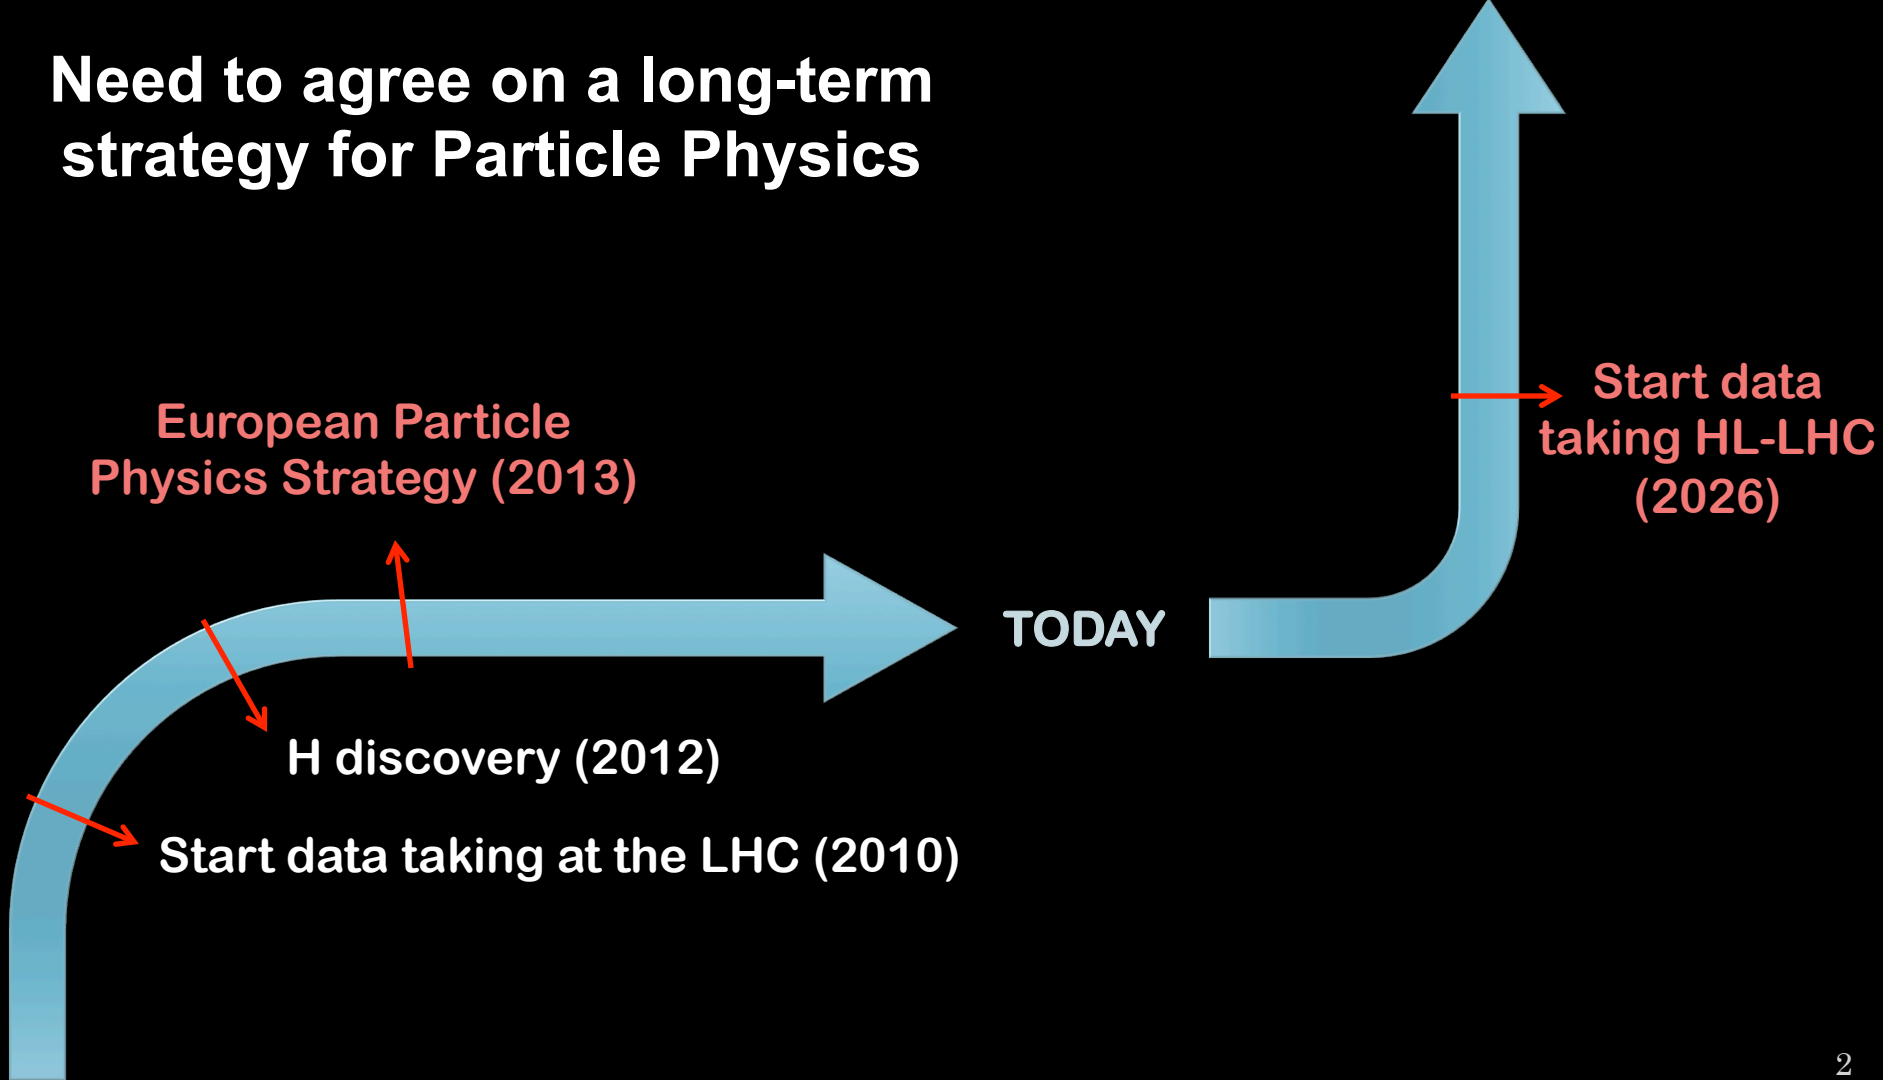 Need to agree on a long-term
strategy for Particle Physics
European Particle
Physics Strategy (2013)
Start data
taking HL-LHC
(2026)
TODAY
H discovery (2012)
Start data taking at the LHC (2010)
2